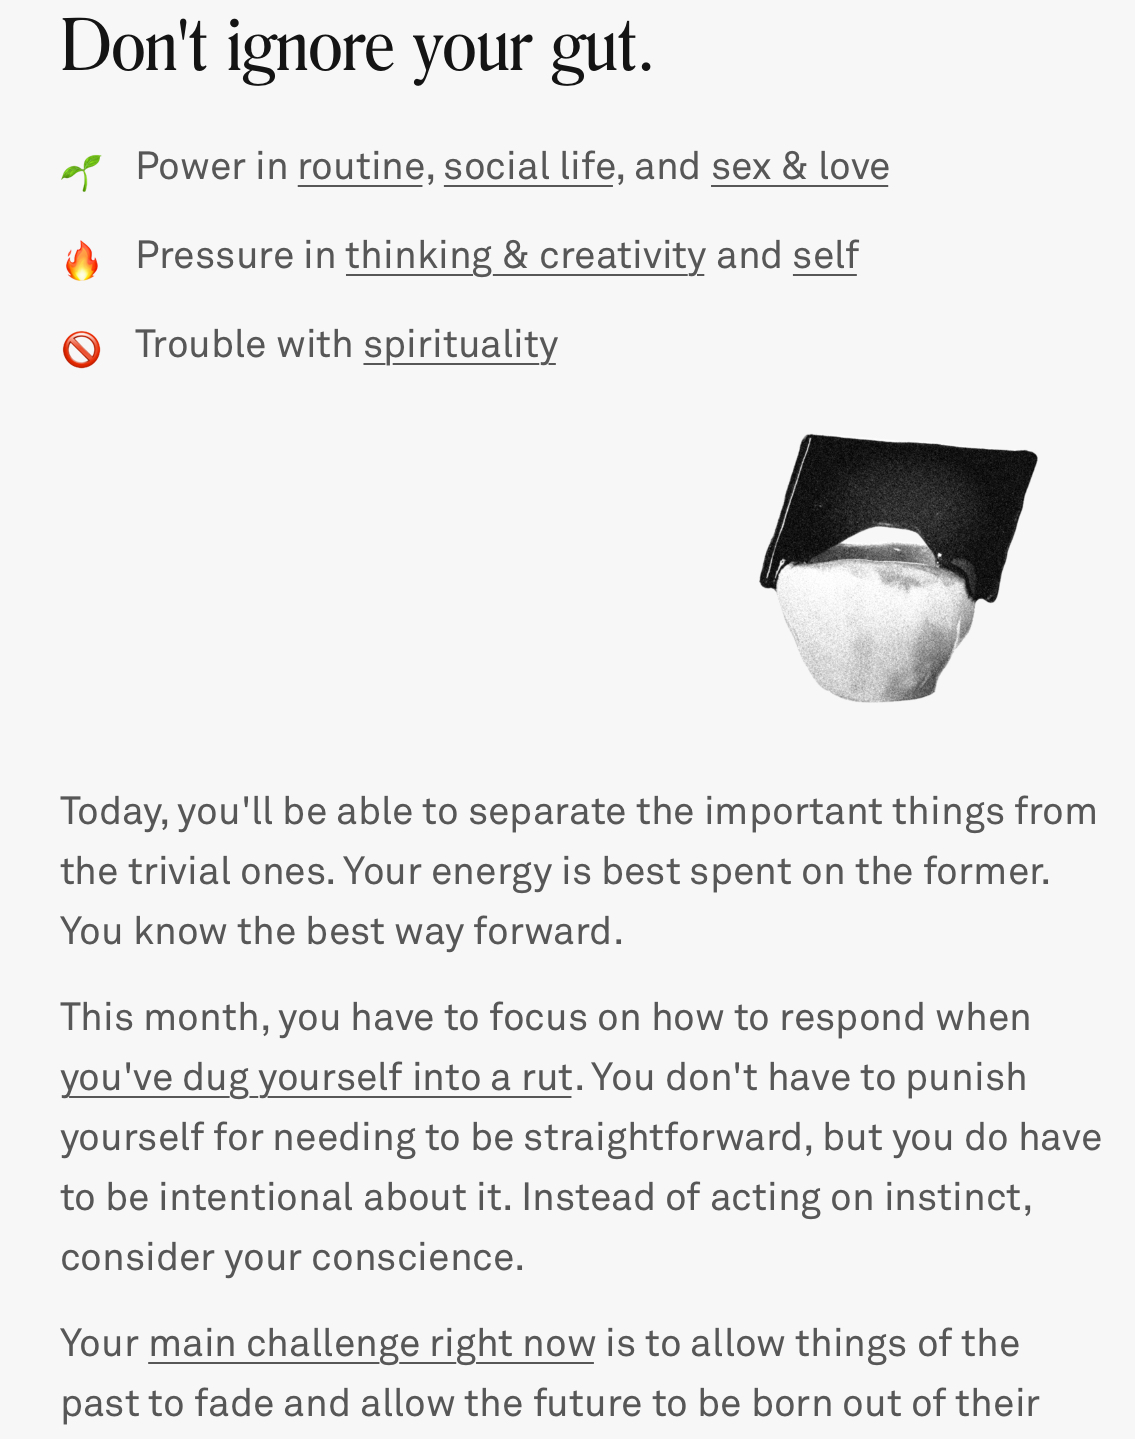 Don't ignore your gut.
Power in routine, social life, and sex & love
Pressure in thinking & creativity and self
Trouble with spirituality
Today, you'll be able to separate the important things from
the trivial ones. Your energy is best spent on the former.
You know the best way forward.
This month, you have to focus on how to respond when
you've dug yourself into a rut. You don't have to punish
yourself for needing to be straightforward, but you do have
to be intentional about it. Instead of acting on instinct,
consider your conscience.
Your main challenge right now is to allow things of the
past to fade and allow the future to be born out of their